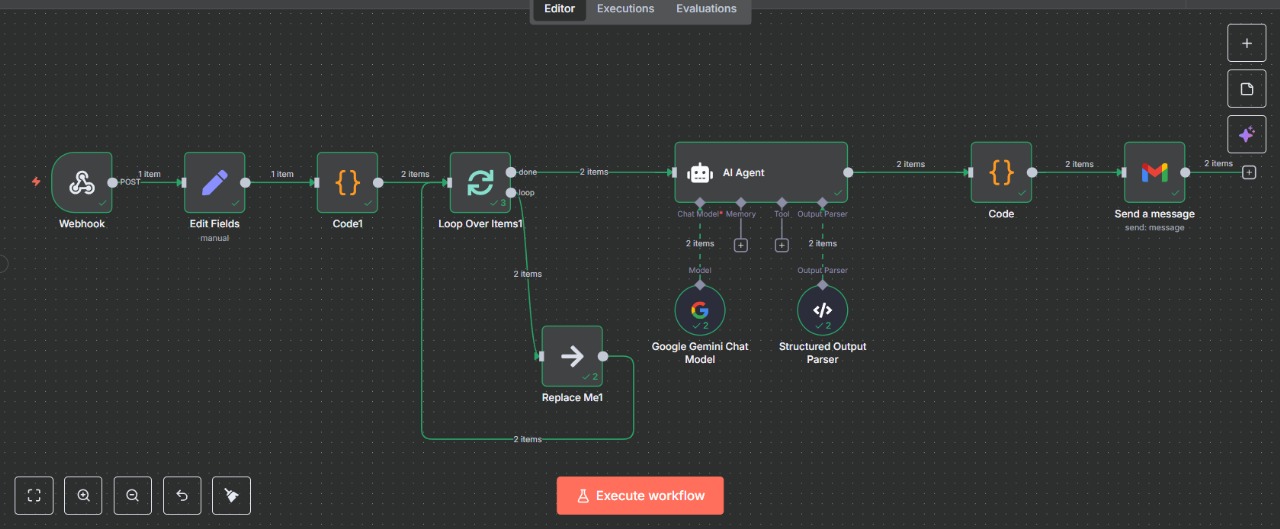 Editor Executions Evaluations
Webhook
POST
1 item
Edit Fields
manual
1 item
{}
Code1
2 items
Loop Over Items1
3
done
loop
2 items
2 items
Replace Me1
2
2 items
AI Agent
Chat Model* Memory Tool Output Parser
2 items
2 items
Model
Output Parser
2
2
Google Gemini Chat
Model
Structured Output
Parser
2 items
{}
Code
2 items
Send a message
send: message
2 items
Execute workflow